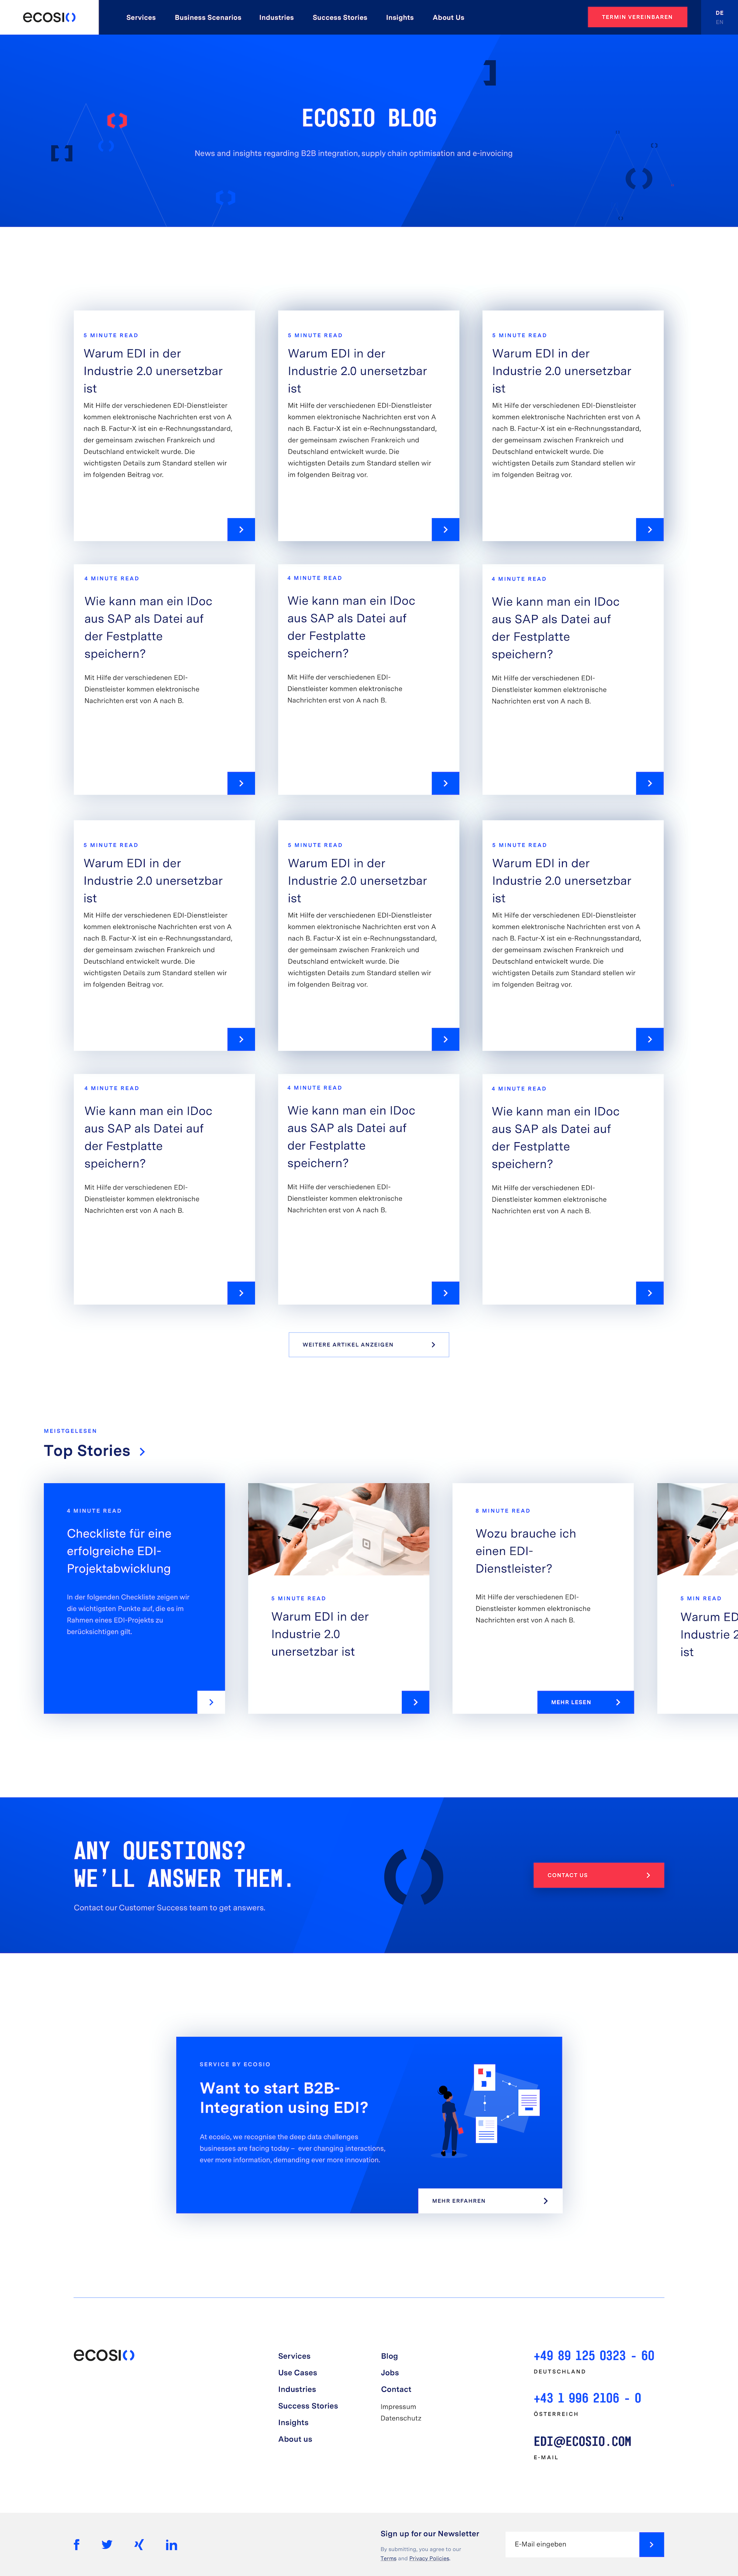 ecosio
Services Business Scenarios Industries Success Stories Insights About Us
TERMIN VEREINBAREN
DE
EN
ECOSIO BLOG
News and insights regarding B2B integration, supply chain optimisation and e-invoicing
5 MINUTE READ
Warum EDI in der
Industrie 2.0 unersetzbar
ist
Mit Hilfe der verschiedenen EDI-Dienstleister
kommen elektronische Nachrichten erst von A
nach B. Factur-X ist ein e-Rechnungsstandard,
der gemeinsam zwischen Frankreich und
Deutschland entwickelt wurde. Die
wichtigsten Details zum Standard stellen wir
im folgenden Beitrag vor.
5 MINUTE READ
Warum EDI in der
Industrie 2.0 unersetzbar
ist
Mit Hilfe der verschiedenen EDI-Dienstleister
kommen elektronische Nachrichten erst von A
nach B. Factur-X ist ein e-Rechnungsstandard,
der gemeinsam zwischen Frankreich und
Deutschland entwickelt wurde. Die
wichtigsten Details zum Standard stellen wir
im folgenden Beitrag vor.
5 MINUTE READ
Warum EDI in der
Industrie 2.0 unersetzbar
ist
Mit Hilfe der verschiedenen EDI-Dienstleister
kommen elektronische Nachrichten erst von A
nach B. Factur-X ist ein e-Rechnungsstandard,
der gemeinsam zwischen Frankreich und
Deutschland entwickelt wurde. Die
wichtigsten Details zum Standard stellen wir
im folgenden Beitrag vor.
4 MINUTE READ
Wie kann man ein IDoc
aus SAP als Datei auf
der Festplatte
speichern?
Mit Hilfe der verschiedenen EDI-
Dienstleister kommen elektronische
Nachrichten erst von A nach B.
4 MINUTE READ
Wie kann man ein IDoc
aus SAP als Datei auf
der Festplatte
speichern?
Mit Hilfe der verschiedenen EDI-
Dienstleister kommen elektronische
Nachrichten erst von A nach B.
4 MINUTE READ
Wie kann man ein IDoc
aus SAP als Datei auf
der Festplatte
speichern?
Mit Hilfe der verschiedenen EDI-
Dienstleister kommen elektronische
Nachrichten erst von A nach B.
5 MINUTE READ
Warum EDI in der
Industrie 2.0 unersetzbar
ist
Mit Hilfe der verschiedenen EDI-Dienstleister
kommen elektronische Nachrichten erst von A
nach B. Factur-X ist ein e-Rechnungsstandard,
der gemeinsam zwischen Frankreich und
Deutschland entwickelt wurde. Die
wichtigsten Details zum Standard stellen wir
im folgenden Beitrag vor.
5 MINUTE READ
Warum EDI in der
Industrie 2.0 unersetzbar
ist
Mit Hilfe der verschiedenen EDI-Dienstleister
kommen elektronische Nachrichten erst von A
nach B. Factur-X ist ein e-Rechnungsstandard,
der gemeinsam zwischen Frankreich und
Deutschland entwickelt wurde. Die
wichtigsten Details zum Standard stellen wir
im folgenden Beitrag vor.
5 MINUTE READ
Warum EDI in der
Industrie 2.0 unersetzbar
ist
Mit Hilfe der verschiedenen EDI-Dienstleister
kommen elektronische Nachrichten erst von A
nach B. Factur-X ist ein e-Rechnungsstandard,
der gemeinsam zwischen Frankreich und
Deutschland entwickelt wurde. Die
wichtigsten Details zum Standard stellen wir
im folgenden Beitrag vor.
4 MINUTE READ
Wie kann man ein IDoc
aus SAP als Datei auf
der Festplatte
speichern?
Mit Hilfe der verschiedenen EDI-
Dienstleister kommen elektronische
Nachrichten erst von A nach B.
4 MINUTE READ
Wie kann man ein IDoc
aus SAP als Datei auf
der Festplatte
speichern?
Mit Hilfe der verschiedenen EDI-
Dienstleister kommen elektronische
Nachrichten erst von A nach B.
4 MINUTE READ
Wie kann man ein IDoc
aus SAP als Datei auf
der Festplatte
speichern?
Mit Hilfe der verschiedenen EDI-
Dienstleister kommen elektronische
Nachrichten erst von A nach B.
WEITERE ARTIKEL ANZEIGEN
MEISTGELESEN
Top Stories
4 MINUTE READ
Checkliste für eine
erfolgreiche EDI-
Projektabwicklung
In der folgenden Checkliste zeigen wir
die wichtigsten Punkte auf, die es im
Rahmen eines EDI-Projekts zu
berücksichtigen gilt.
5 MINUTE READ
Warum EDI in der
Industrie 2.0
unersetzbar ist
8 MINUTE READ
Wozu brauche ich
einen EDI-
Dienstleister?
Mit Hilfe der verschiedenen EDI-
Dienstleister kommen elektronische
Nachrichten erst von A nach B.
MEHR LESEN
5 MIN READ
Warum ED
Industrie 2
ist
ANY QUESTIONS?
WE'LL ANSWER THEM.
Contact our Customer Success team to get answers.
CONTACT US
SERVICE BY ECOSIO
Want to start B2B-
Integration using EDI?
At ecosio, we recognise the deep data challenges
businesses are facing today – ever changing interactions,
ever more information, demanding ever more innovation.
MEHR ERFAHREN
ecosio
Services
Use Cases
Industries
Success Stories
Insights
About us
Blog
Jobs
Contact
Impressum
Datenschutz
+49 89 125 0323 - 60
DEUTSCHLAND
+43 1 996 2106 - 0
ÖSTERREICH
EDI@ECOSIO.COM
E-MAIL
Sign up for our Newsletter
By submitting, you agree to our
Terms and Privacy Policies.
E-Mail eingeben